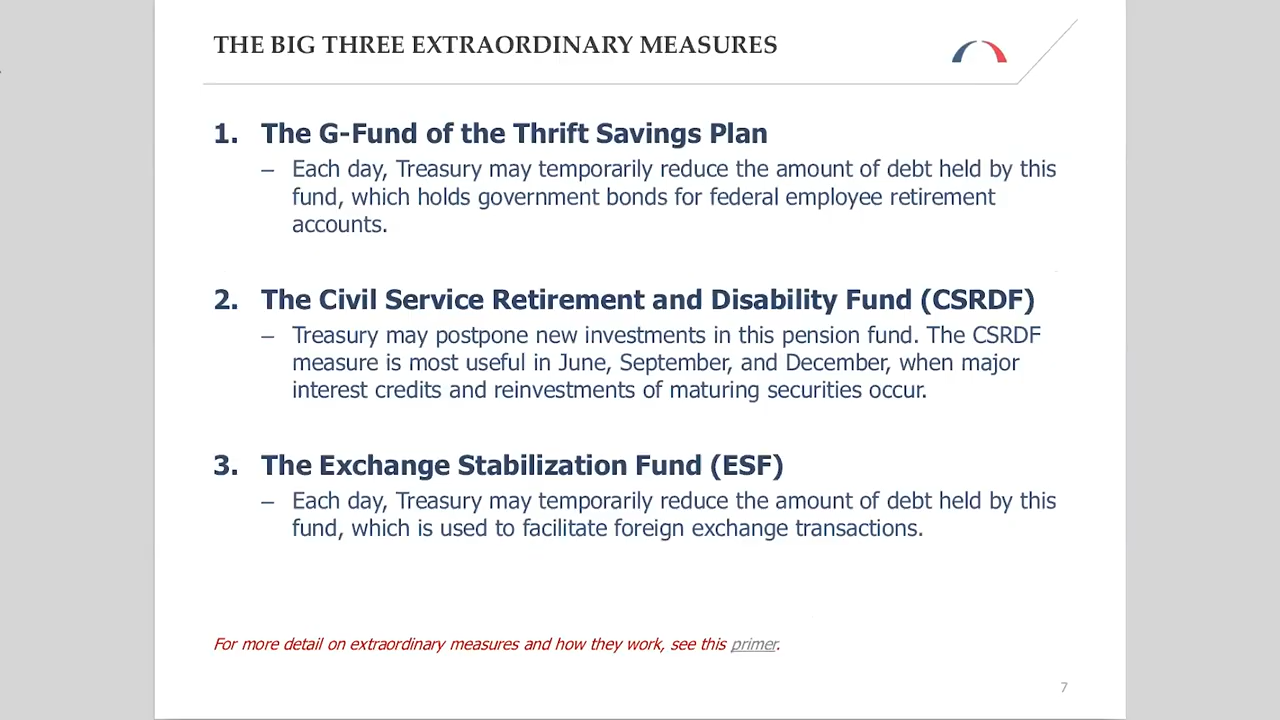 THE BIG THREE EXTRAORDINARY MEASURES
1. The G-Fund of the Thrift Savings Plan
– Each day, Treasury may temporarily reduce the amount of debt held by this
fund, which holds government bonds for federal employee retirement
accounts.
2. The Civil Service Retirement and Disability Fund (CSRDF)
– Treasury may postpone new investments in this pension fund. The CSRDF
measure is most useful in June, September, and December, when major
interest credits and reinvestments of maturing securities occur.
3. The Exchange Stabilization Fund (ESF)
– Each day, Treasury may temporarily reduce the amount of debt held by this
fund, which is used to facilitate foreign exchange transactions.
For more detail on extraordinary measures and how they work, see this primer.
7